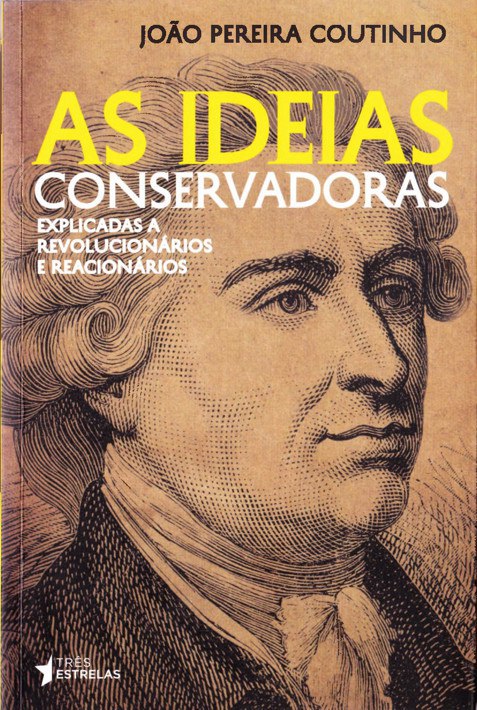 JOÃO PEREIRA COUTINHO
AS IDEIAS
CONSERVADORAS
EXPLICADAS A
REVOLUCIONÁRIOS
E REACIONÁRIOS
TRÊS
ESTRELAS